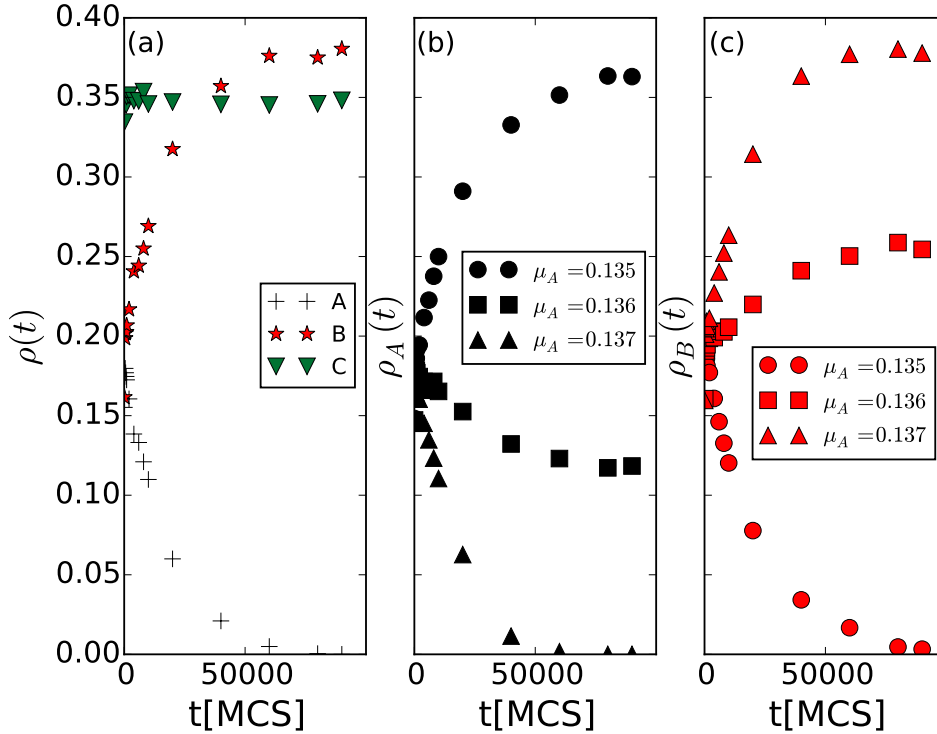 (a)
(b)
(c)
0.40
0.35
0.30
0.25
0.20
0.15
0.10
0.05
0.00
ρ(t)
A
B
C
0
50000
t[MCS]
ρ_A(t)
μ_A =0.135
μ_A =0.136
μ_A =0.137
0
50000
t[MCS]
ρ_B(t)
μ_A =0.135
μ_A =0.136
μ_A =0.137
0
50000
t[MCS]